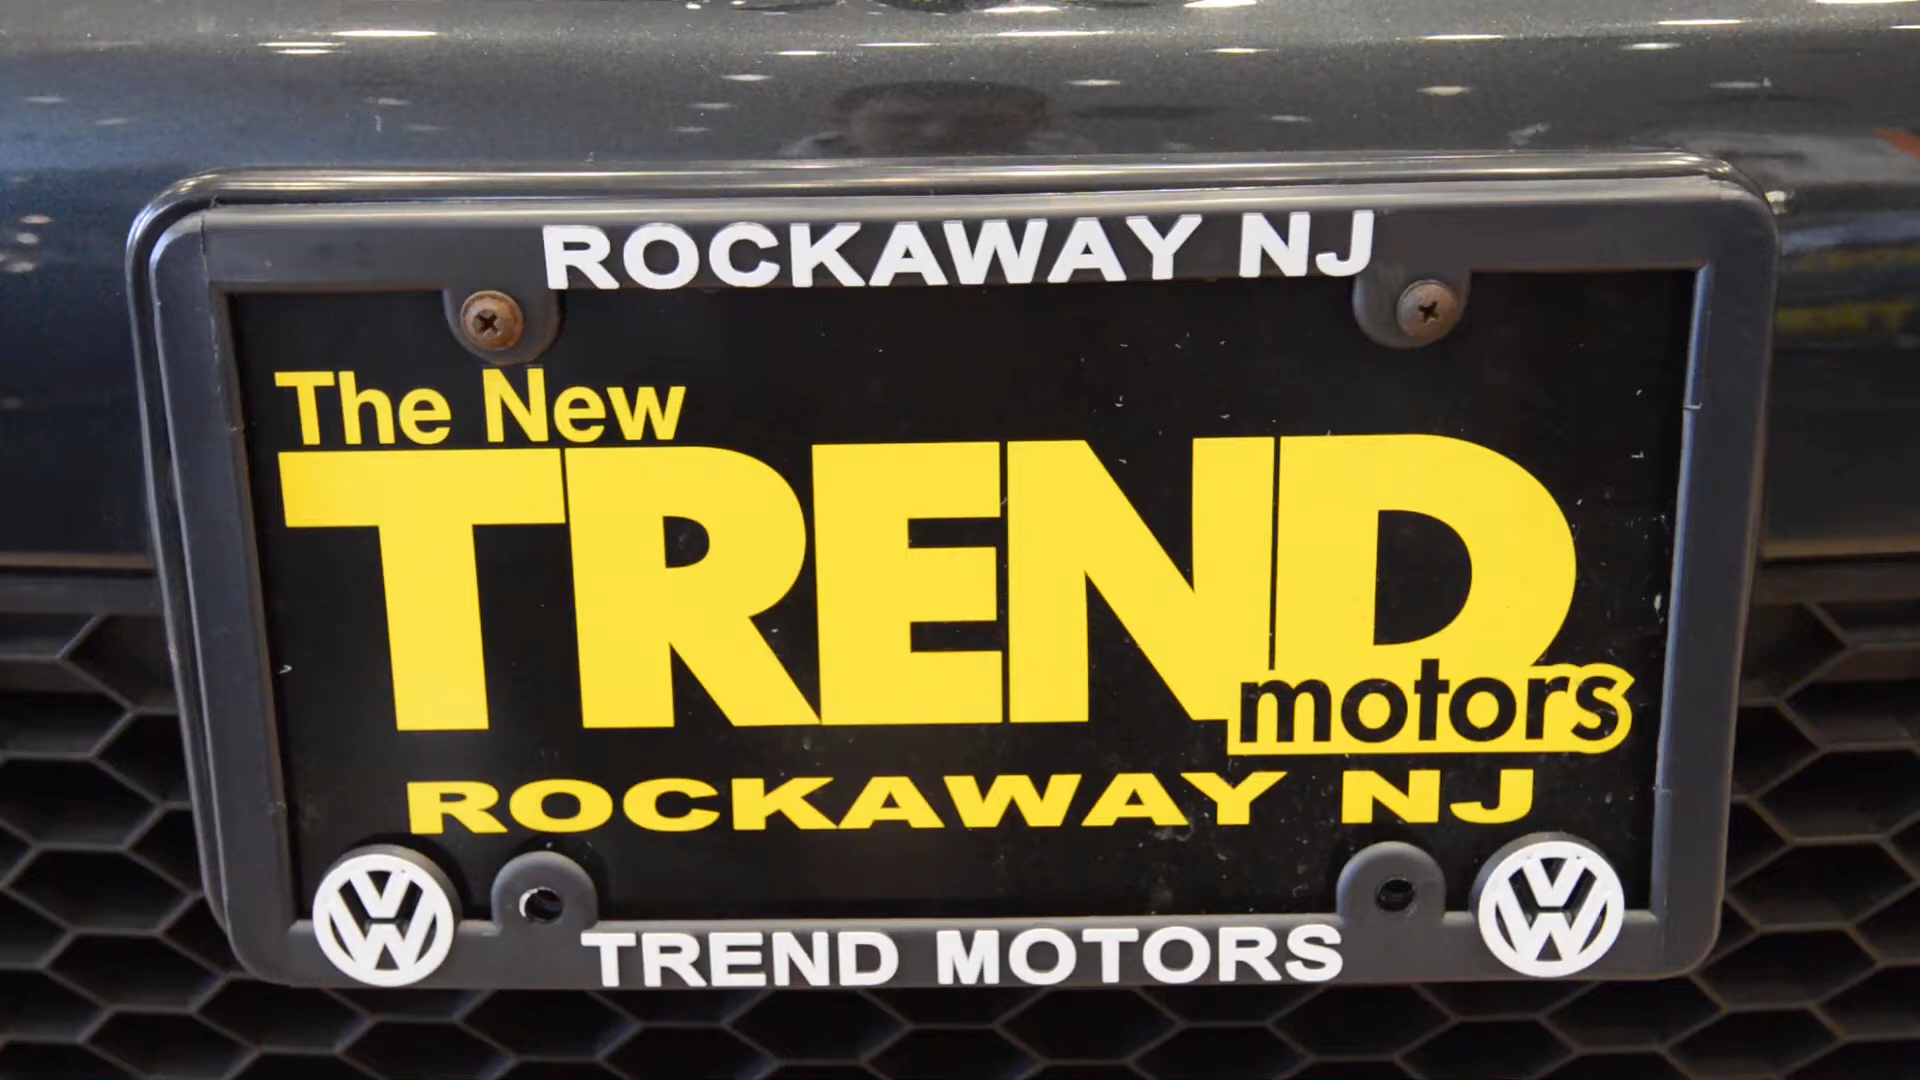 ROCKAWAY NJ
The New
TREND
motors
ROCKAWAY NJ
TREND MOTORS